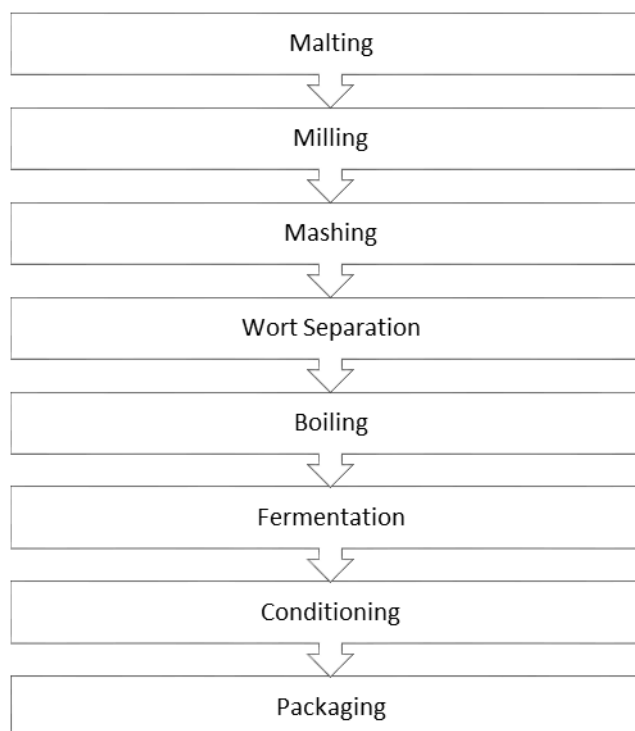 Malting
Milling
Mashing
Wort Separation
Boiling
Fermentation
Conditioning
Packaging